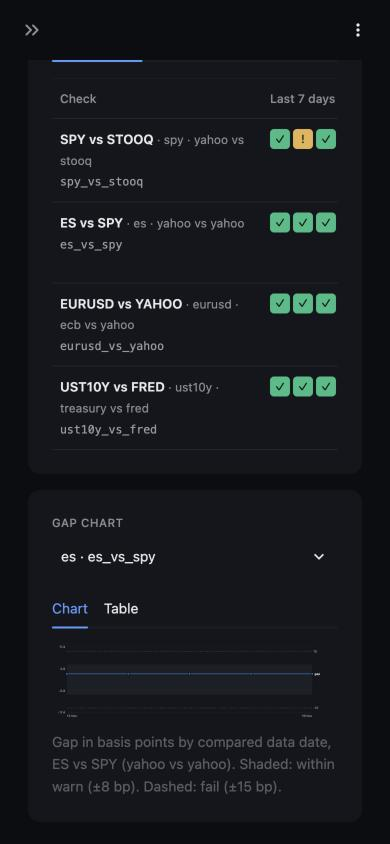 Check Last 7 days
SPY vs STOOQ · spy · yahoo vs
stooq
spy_vs_stooq
ES vs SPY · es · yahoo vs yahoo
es_vs_spy
EURUSD vs YAHOO · eurusd ·
ecb vs yahoo
eurusd_vs_yahoo
UST10Y vs FRED · ust10y ·
treasury vs fred
ust10y_vs_fred
GAP CHART
es · es_vs_spy
Chart Table
Gap in basis points by compared data date,
ES vs SPY (yahoo vs yahoo). Shaded: within
warn (±8 bp). Dashed: fail (±15 bp).